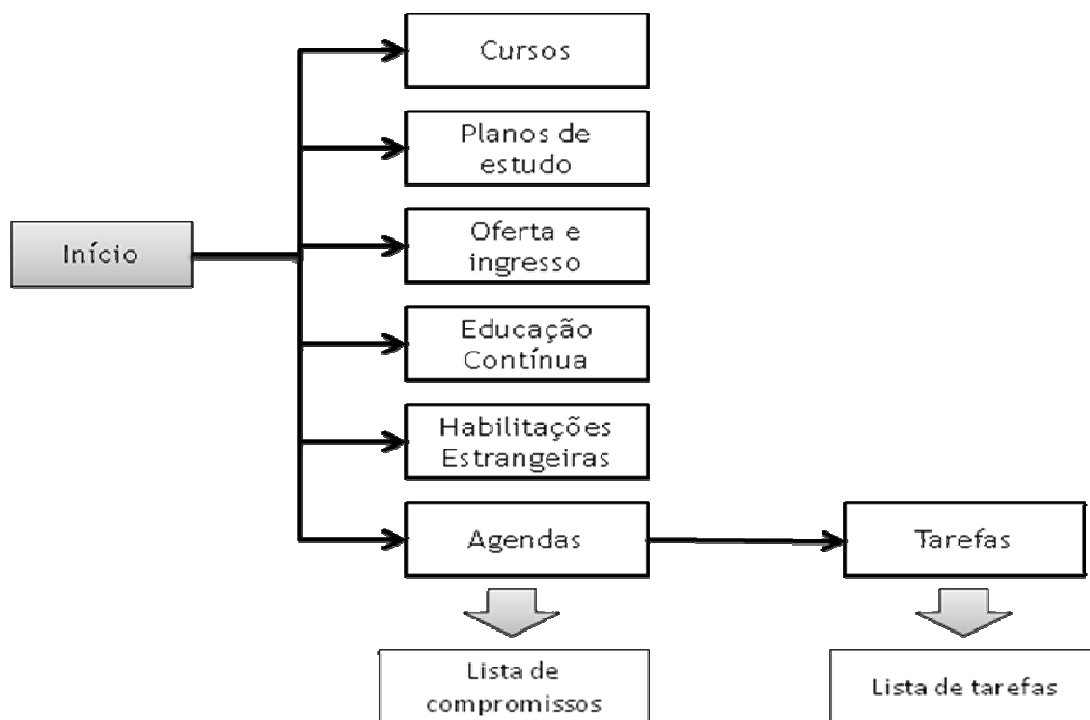 Cursos
Planos de
estudo
Início
Oferta e
ingresso
Educação
Contínua
Habilitações
Estrangeiras
Agendas
Tarefas
Lista de
compromissos
Lista de tarefas